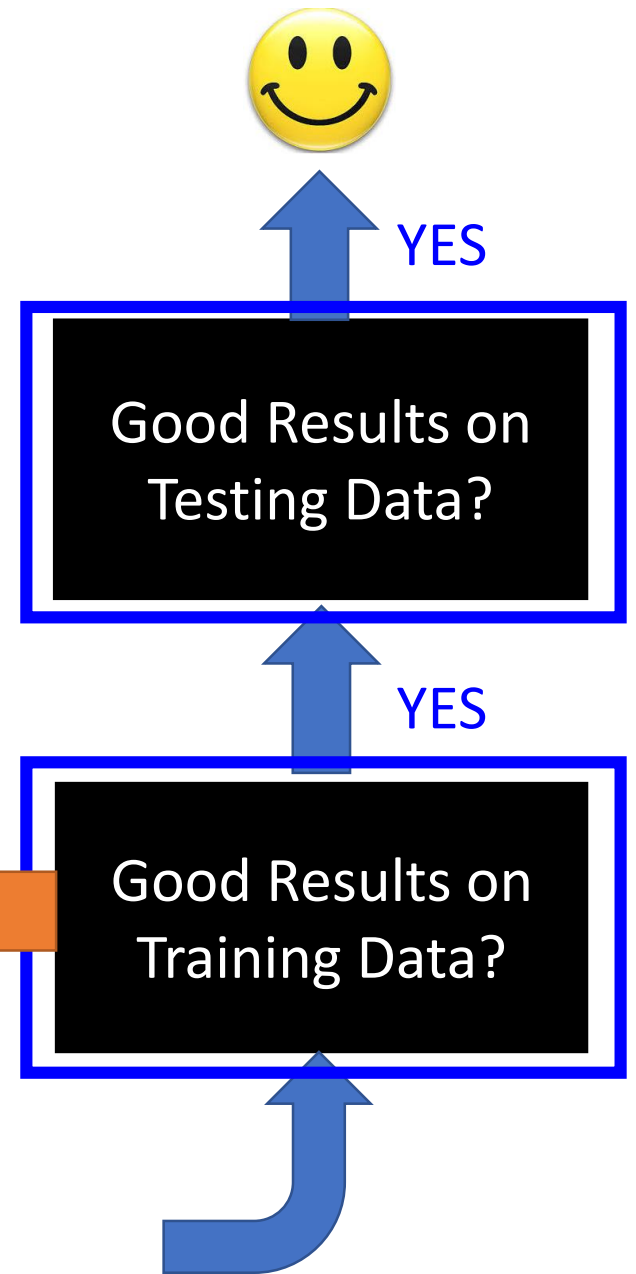 YES
Good Results on
Testing Data?
YES
Good Results on
Training Data?